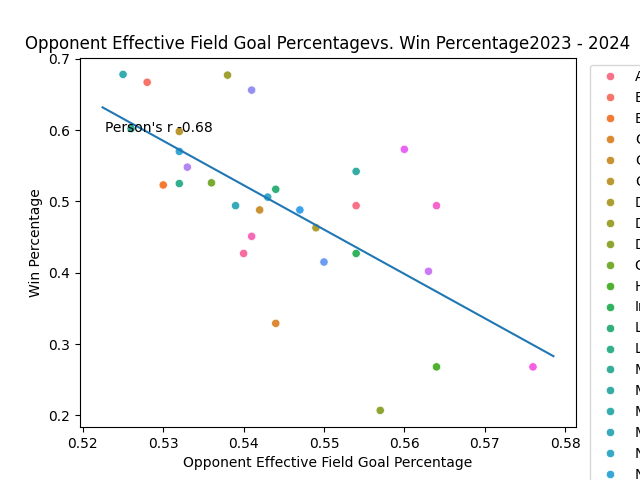 Opponent Effective Field Goal Percentagevs. Win Percentage2023 - 2024
0.7
0.6
0.5
0.4
0.3
0.2
Win Percentage
Person's r -0.68
0.52 0.53 0.54 0.55 0.56 0.57 0.58
Opponent Effective Field Goal Percentage